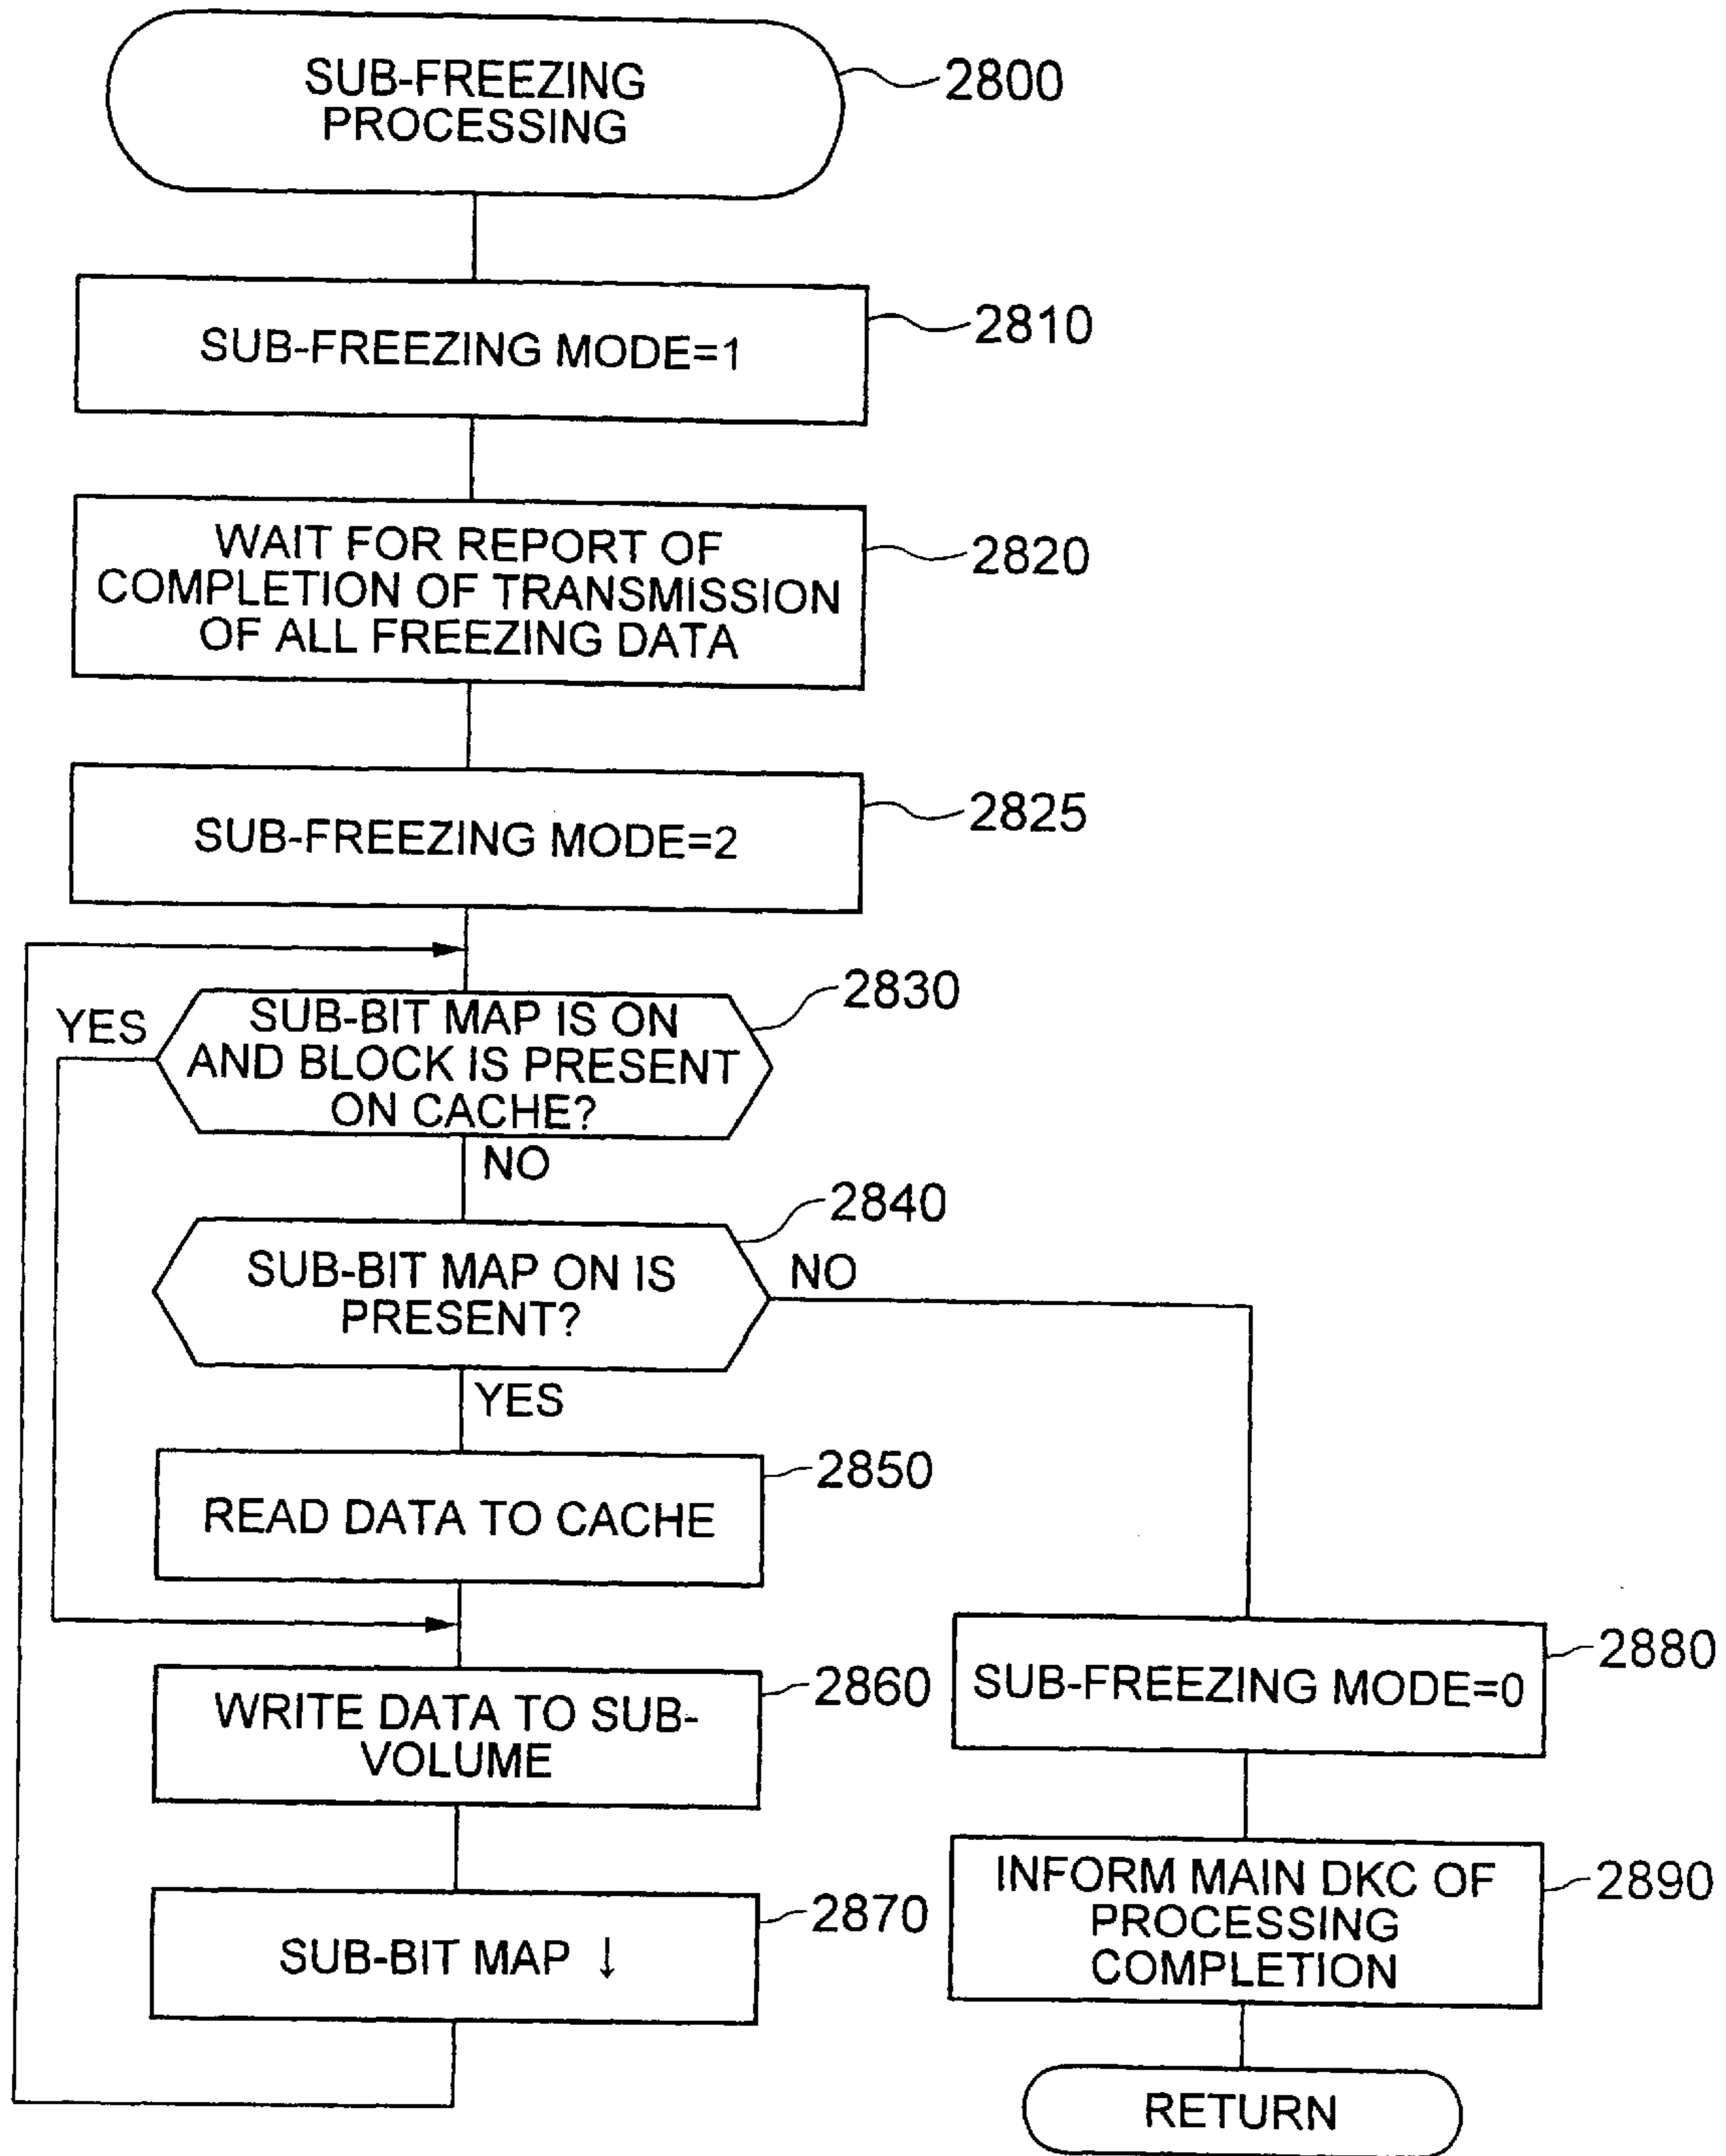 SUB-FREEZING
PROCESSING
2800
SUB-FREEZING MODE=1
2810
WAIT FOR REPORT OF
COMPLETION OF TRANSMISSION
OF ALL FREEZING DATA
2820
SUB-FREEZING MODE=2
2825
YES
SUB-BIT MAP IS ON
AND BLOCK IS PRESENT
ON CACHE?
2830
NO
SUB-BIT MAP ON IS
PRESENT?
2840
NO
YES
READ DATA TO CACHE
2850
WRITE DATA TO SUB-
VOLUME
2860
SUB-BIT MAP ↓
2870
SUB-FREEZING MODE=0
2880
INFORM MAIN DKC OF
PROCESSING
COMPLETION
2890
RETURN